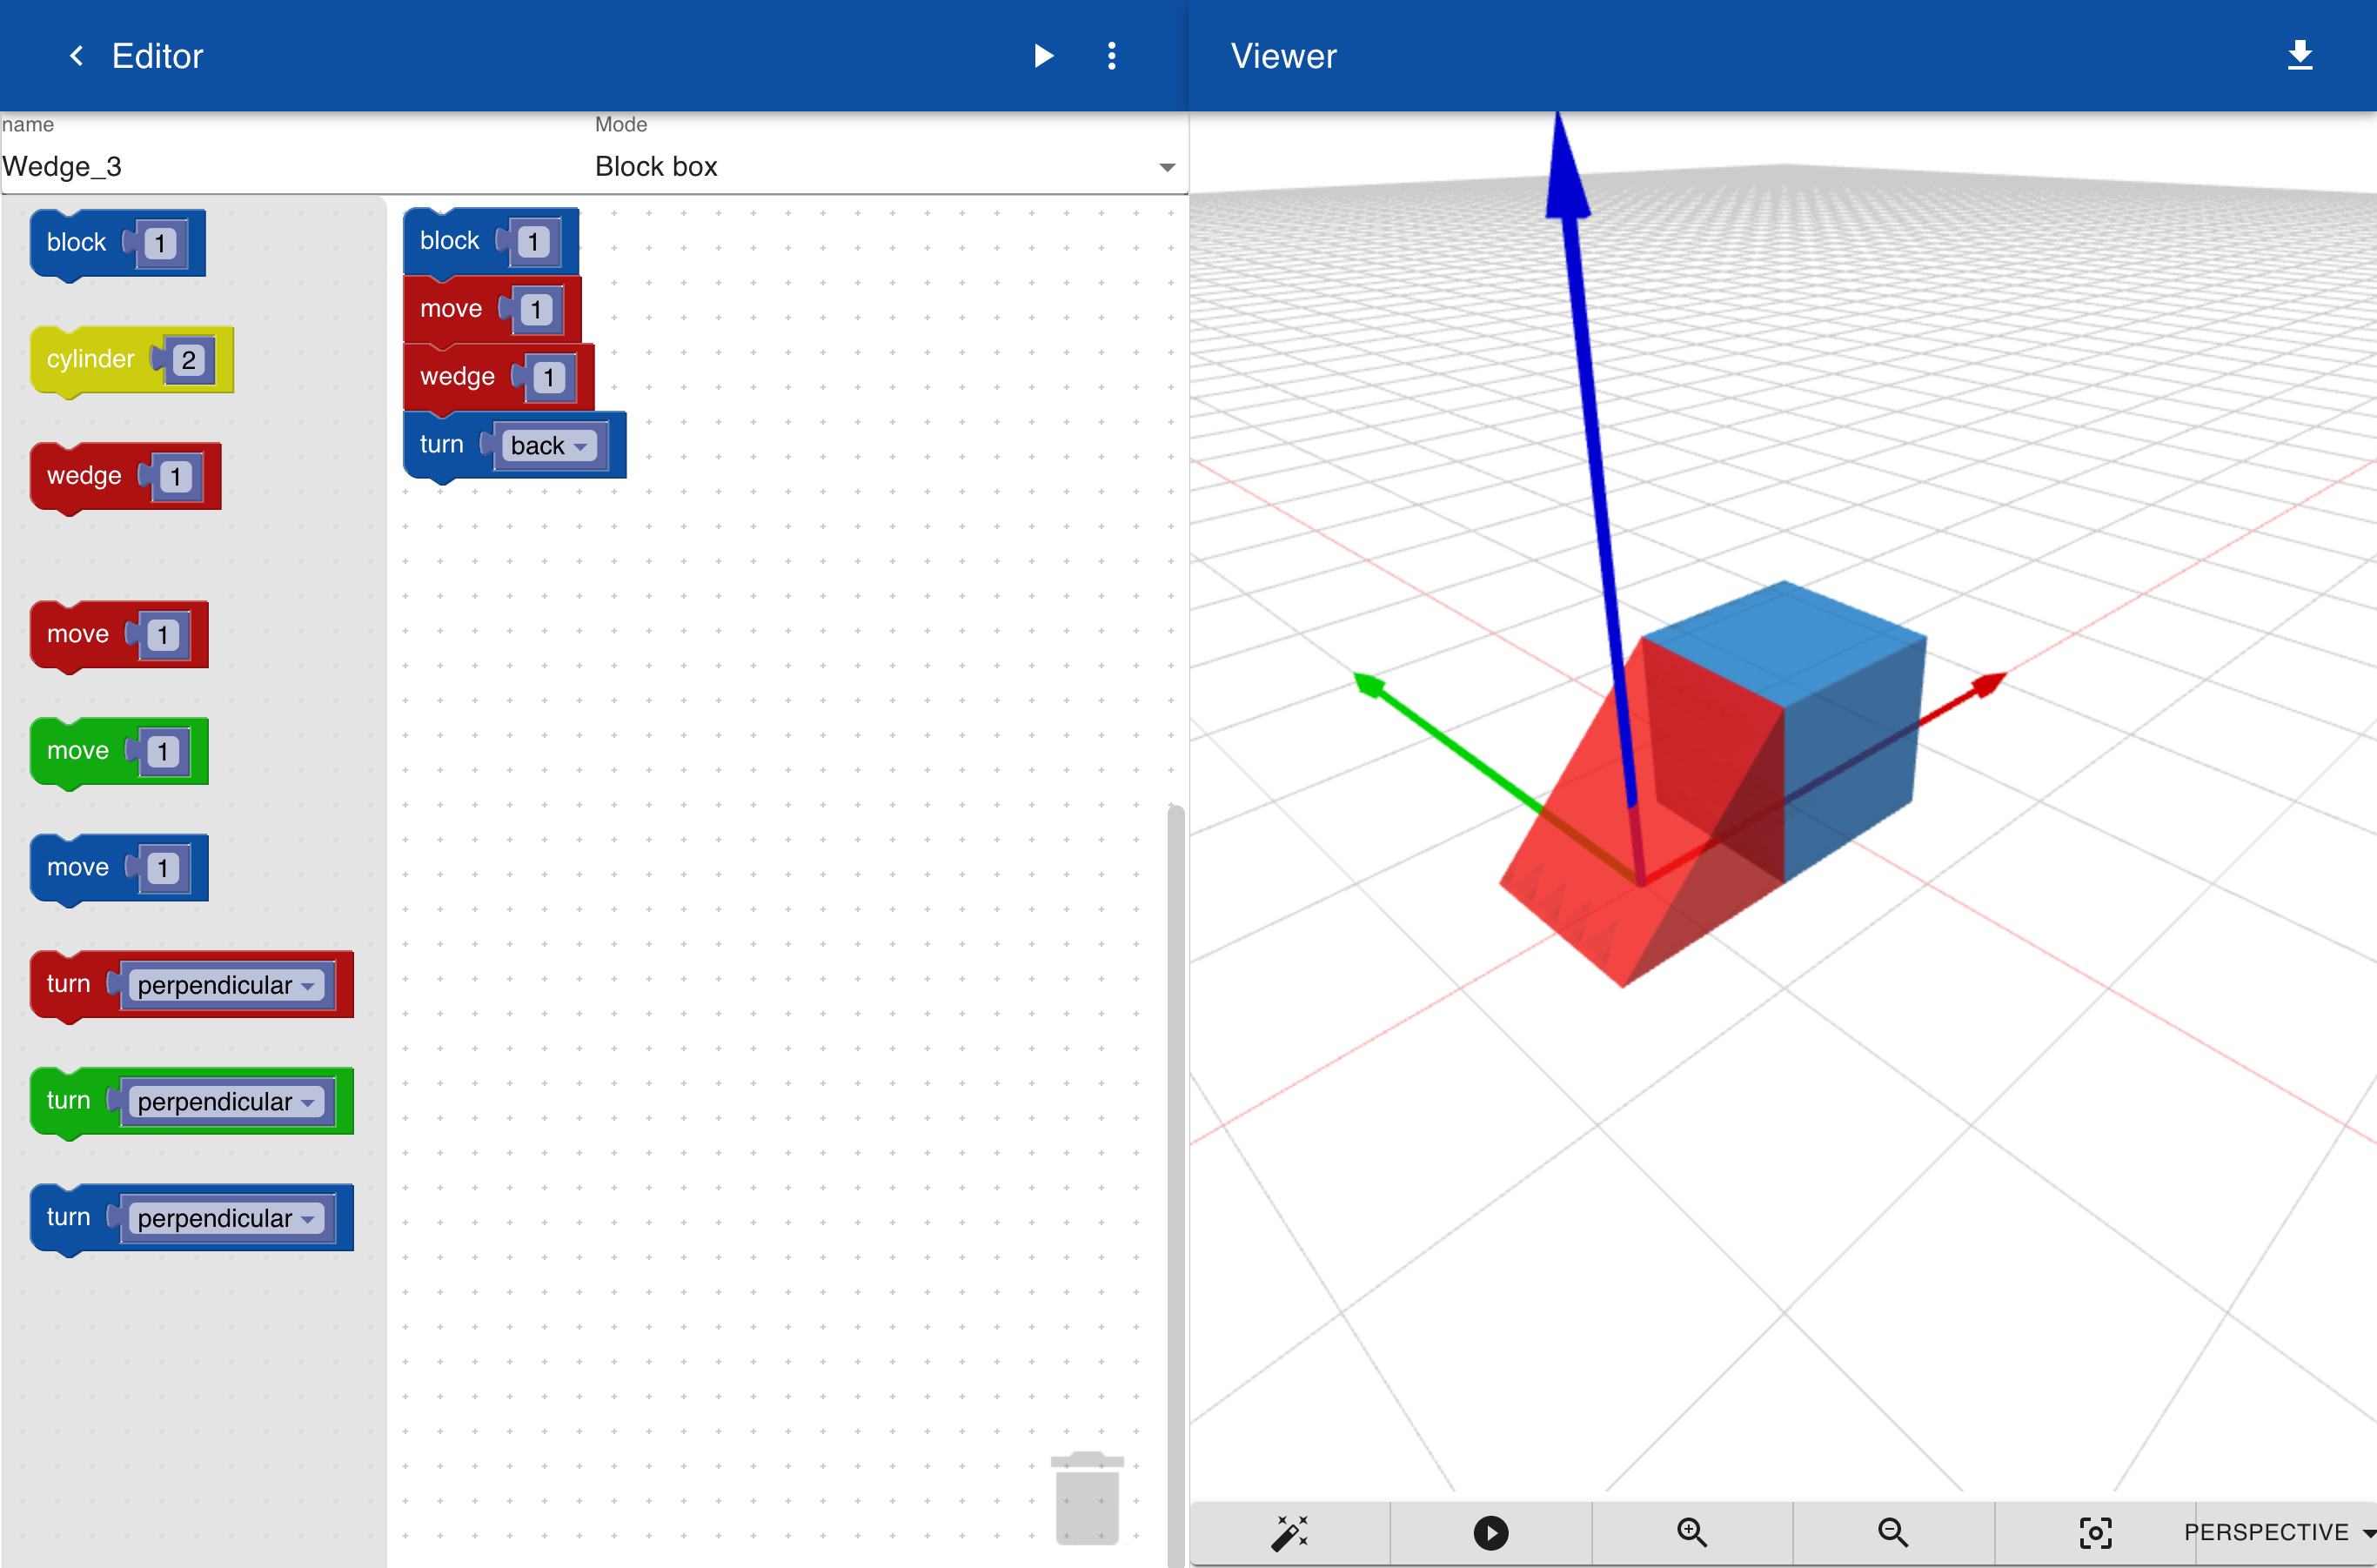 Editor
Viewer
name
Mode
Wedge_3
Block box
block 1
cylinder 2
wedge 1
move 1
move 1
move 1
turn perpendicular
turn perpendicular
turn perpendicular
block 1
move 1
wedge 1
turn back
PERSPECTIVE